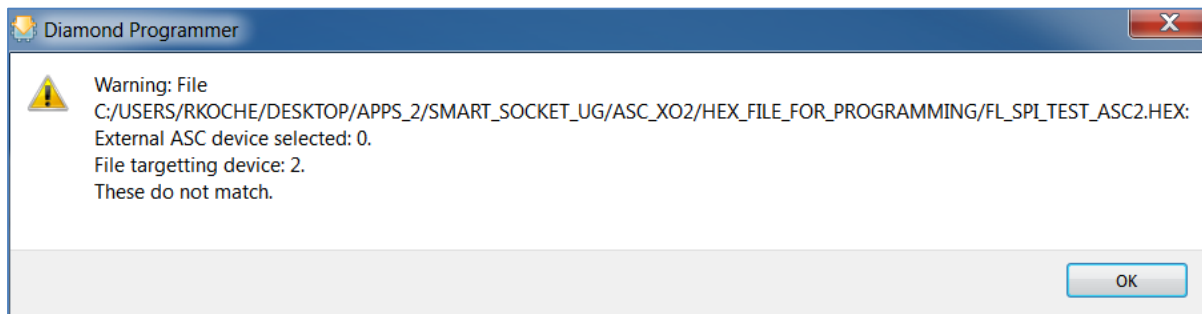 Diamond Programmer
Warning: File
C:/USERS/RKOCHE/DESKTOP/APPS_2/SMART_SOCKET_UG/ASC_XO2/HEX_FILE_FOR_PROGRAMMING/FL_SPI_TEST_ASC2.HEX:
External ASC device selected: 0.
File targetting device: 2.
These do not match.
OK